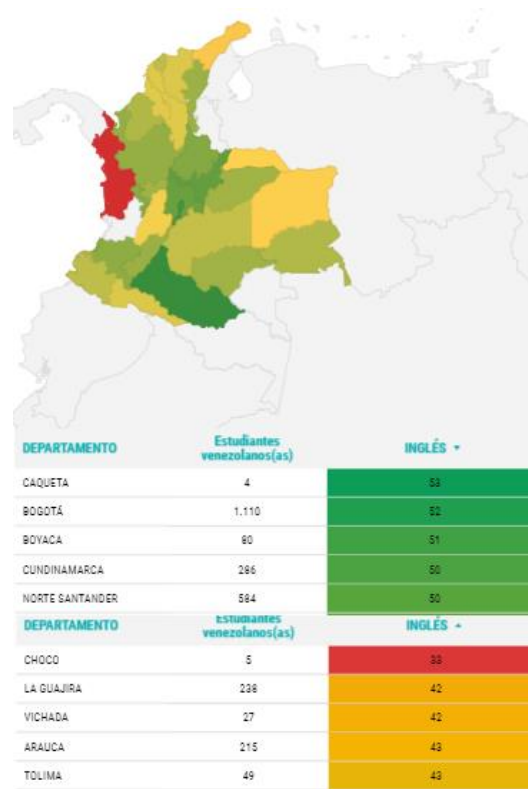 DEPARTAMENTO Estudiantes venezolanos(as) INGLÉS
CAQUETA 4 53
BOGOTÁ 1.110 52
BOYACA 80 51
CUNDINAMARCA 286 50
NORTE SANTANDER 584 50
DEPARTAMENTO Estudiantes venezolanos(as) INGLÉS
CHOCO 5 33
LA GUAJIRA 238 42
VICHADA 27 42
ARAUCA 215 43
TOLIMA 49 43